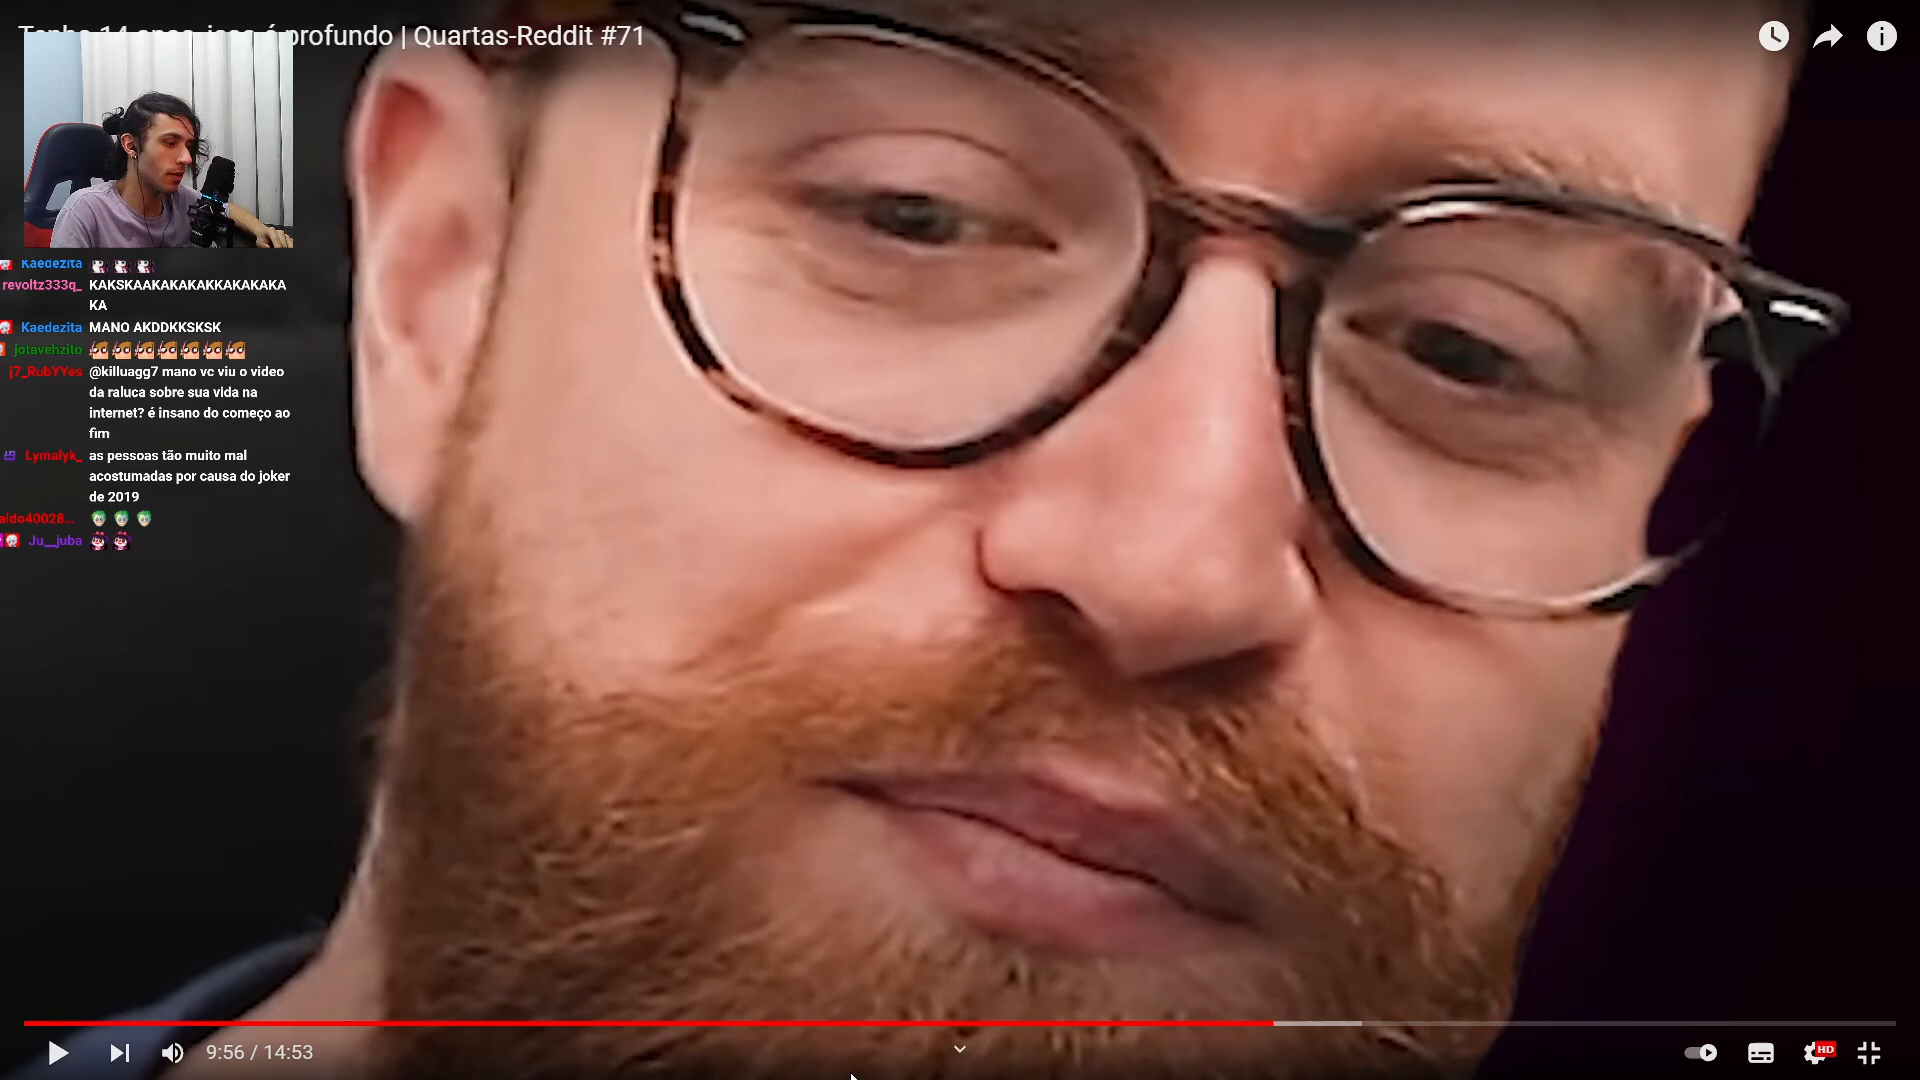 profundo | Quartas-Reddit #71
Kaedezita
revoltz333q_ KAKSKAAKAKAKAKKAKAKAKA
KA
Kaedezita MANO AKDDKKSKSK
jotavehzito
j7_RubYYes @killuagg7 mano vc viu o video
da raluca sobre sua vida na
internet? é insano do começo ao
fim
Lymalyk_ as pessoas tão muito mal
acostumadas por causa do joker
de 2019
aldo40028...
Ju__juba
9:56 / 14:53
HD